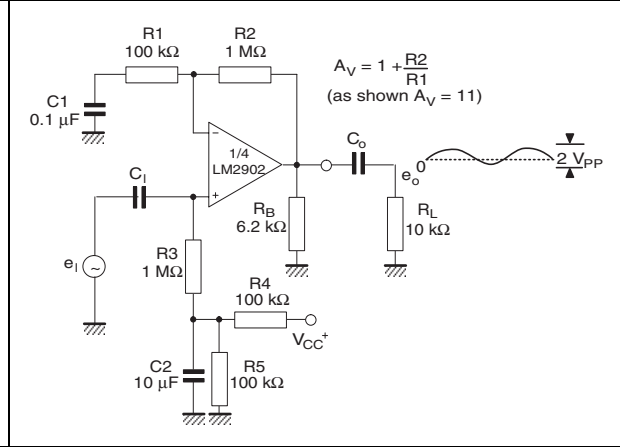 R1
100 kΩ
R2
1 MΩ
A_V = 1 + R2/R1
(as shown A_V = 11)
C1
0.1 µF
1/4
LM2902
−
+
C_I
C_o
e_o
0
2 V_PP
R_B
6.2 kΩ
R_L
10 kΩ
e_I
~
R3
1 MΩ
R4
100 kΩ
V_CC+
C2
10 µF
R5
100 kΩ